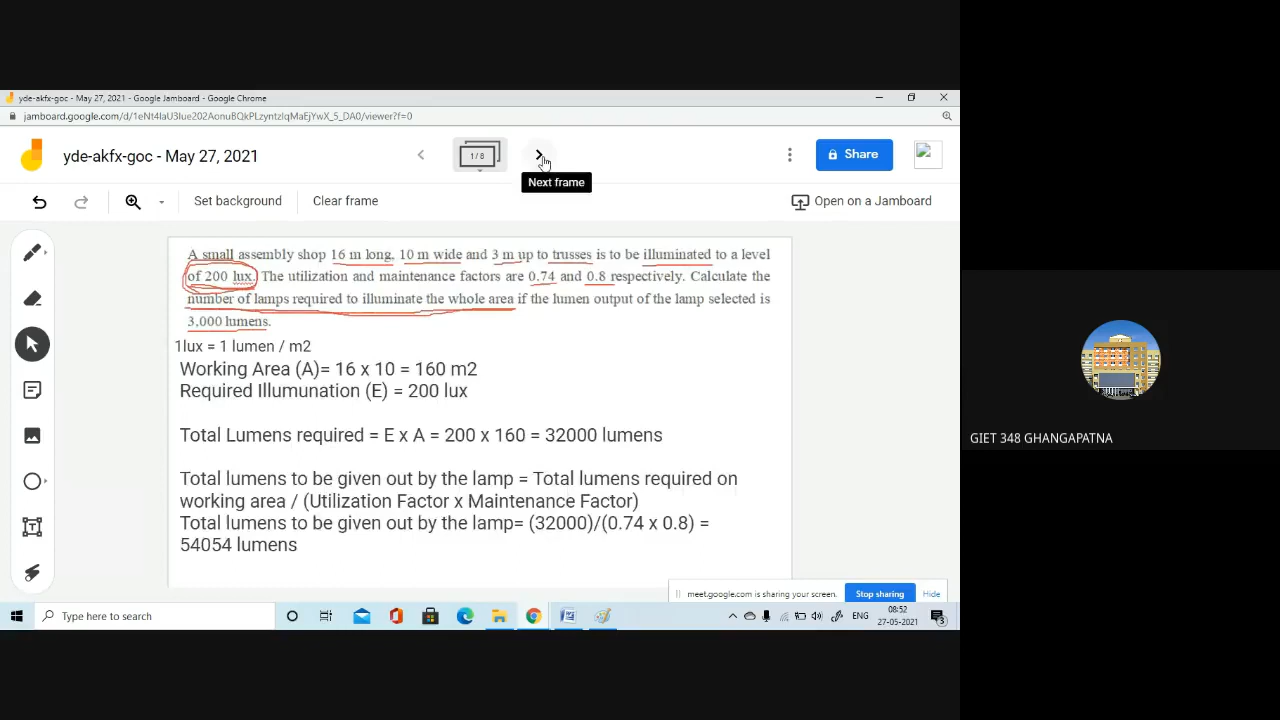 yde-akfx-goc - May 27, 2021 - Google Jamboard - Google Chrome
jamboard.google.com/d/
yde-akfx-goc - May 27, 2021
1 / 8
Share
Next frame
Set background
Clear frame
Open on a Jamboard
A small assembly shop 16 m long, 10 m wide and 3 m up to trusses is to be illuminated to a level
of 200 lux. The utilization and maintenance factors are 0.74 and 0.8 respectively. Calculate the
number of lamps required to illuminate the whole area if the lumen output of the lamp selected is
3,000 lumens.
1lux = 1 lumen / m2
Working Area (A)= 16 x 10 = 160 m2
Required Illumunation (E) = 200 lux
Total Lumens required = E x A = 200 x 160 = 32000 lumens
Total lumens to be given out by the lamp = Total lumens required on
working area / (Utilization Factor x Maintenance Factor)
Total lumens to be given out by the lamp= (32000)/(0.74 x 0.8) =
54054 lumens
GIET 348 GHANGAPATNA
meet.google.com is sharing your screen.
Stop sharing
Hide
Type here to search
ENG
08:52
27-05-2021
3